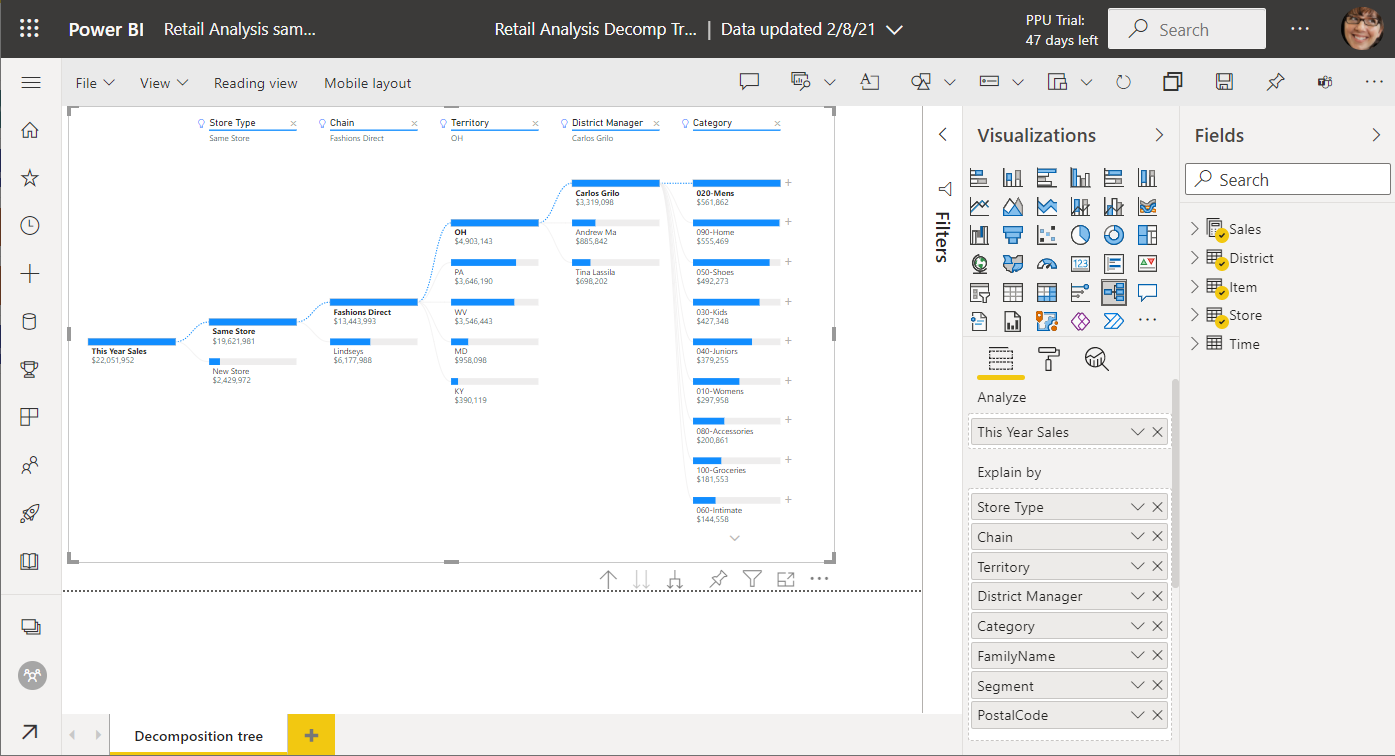 Power BI
Retail Analysis sam...
Retail Analysis Decomp Tr... | Data updated 2/8/21
PPU Trial:
47 days left
Search
File
View
Reading view
Mobile layout
Store Type
Same Store
Chain
Fashions Direct
Territory
OH
District Manager
Carlos Grilo
Category
This Year Sales
$22,051,952
Same Store
$19,621,981
New Store
$2,429,972
Fashions Direct
$13,443,993
Lindseys
$6,177,988
OH
$4,903,143
PA
$3,646,190
WV
$3,546,443
MD
$958,098
KY
$390,119
Carlos Grilo
$3,319,098
Andrew Ma
$885,842
Tina Lassila
$698,202
020-Mens
$561,862
090-Home
$555,469
050-Shoes
$492,273
030-Kids
$427,348
040-Juniors
$379,255
010-Womens
$297,958
080-Accessories
$200,861
100-Groceries
$181,553
060-Intimate
$144,558
Filters
Visualizations
123
Analyze
This Year Sales
Explain by
Store Type
Chain
Territory
District Manager
Category
FamilyName
Segment
PostalCode
Fields
Search
Sales
District
Item
Store
Time
Decomposition tree